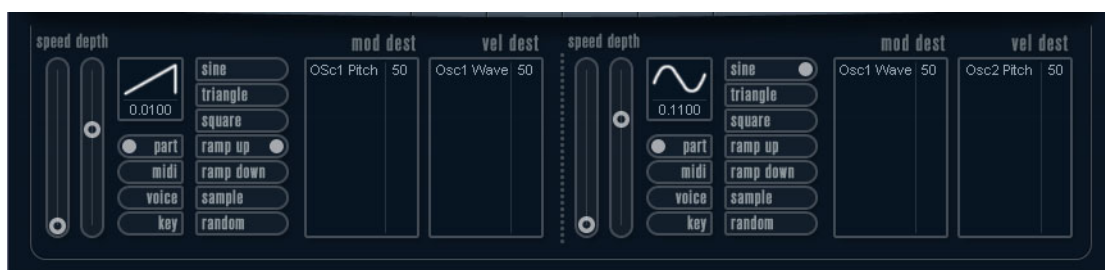 speed depth mod dest vel dest speed depth mod dest vel dest
sine OSc1 Pitch 50 Osc1 Wave 50 sine Osc1 Wave 50 Osc2 Pitch 50
triangle triangle
0.0100 0.1100
square square
part ramp up part ramp up
midi ramp down midi ramp down
voice sample voice sample
key random key random